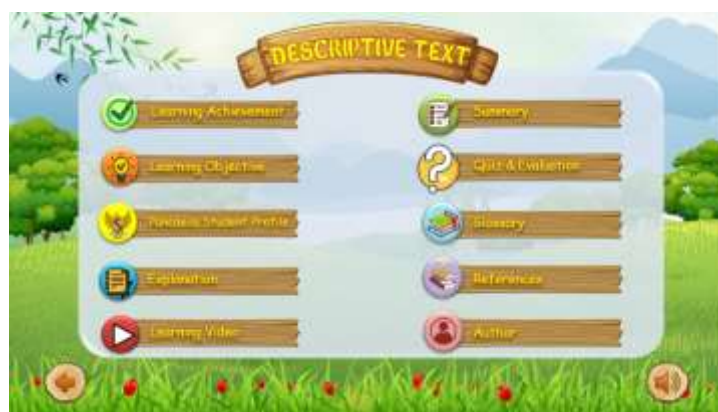 DESCRIPTIVE TEXT
Learning Achievement
Learning Objective
Pancasila Student Profile
Explanation
Learning Video
Summary
Quiz & Evaluation
Glossary
References
Author